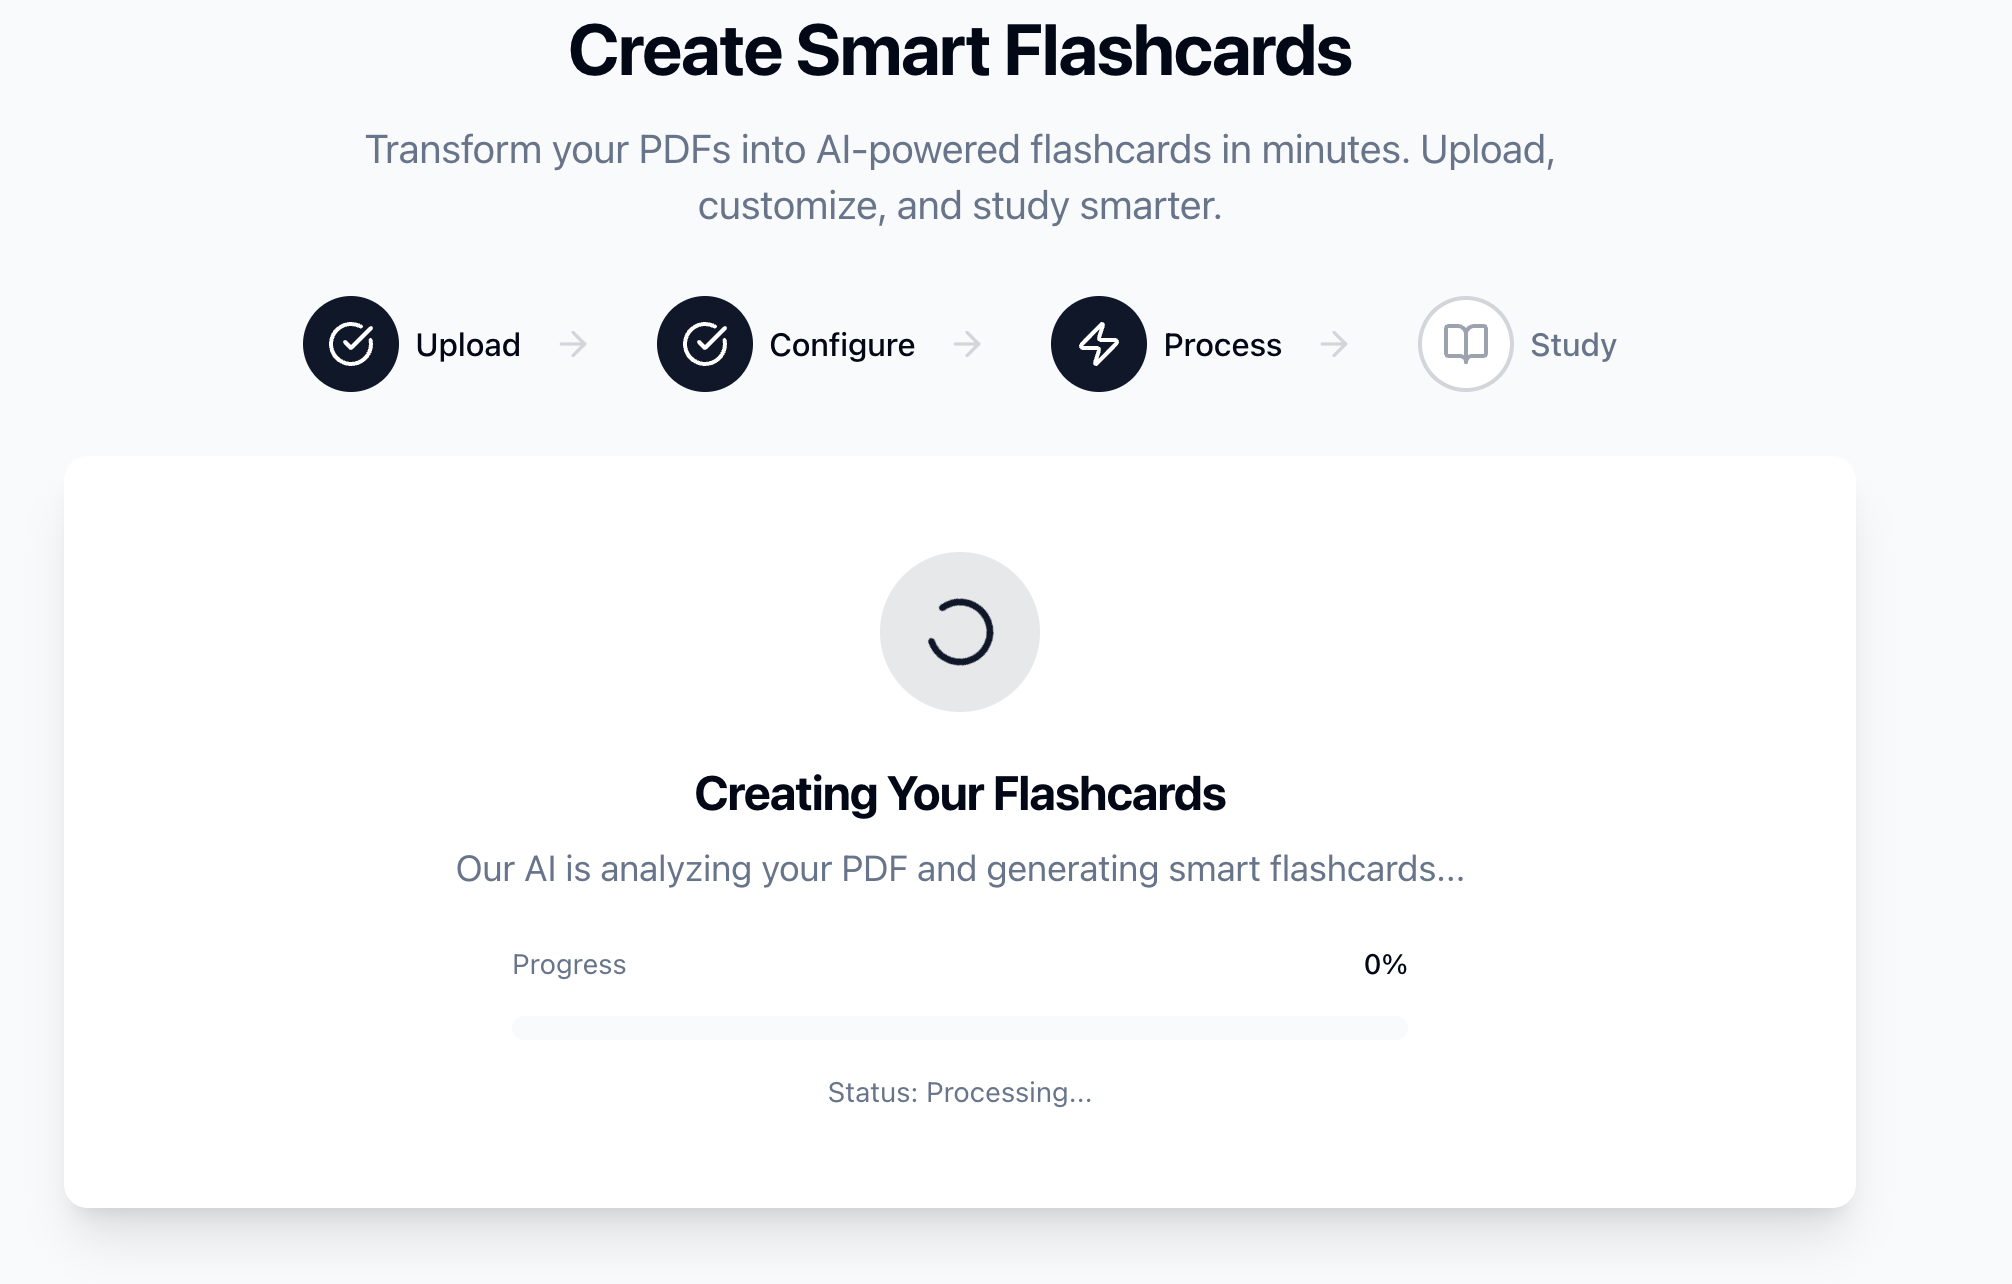 Create Smart Flashcards
Transform your PDFs into AI-powered flashcards in minutes. Upload,
customize, and study smarter.
Upload
Configure
Process
Study
Creating Your Flashcards
Our AI is analyzing your PDF and generating smart flashcards...
Progress
0%
Status: Processing...